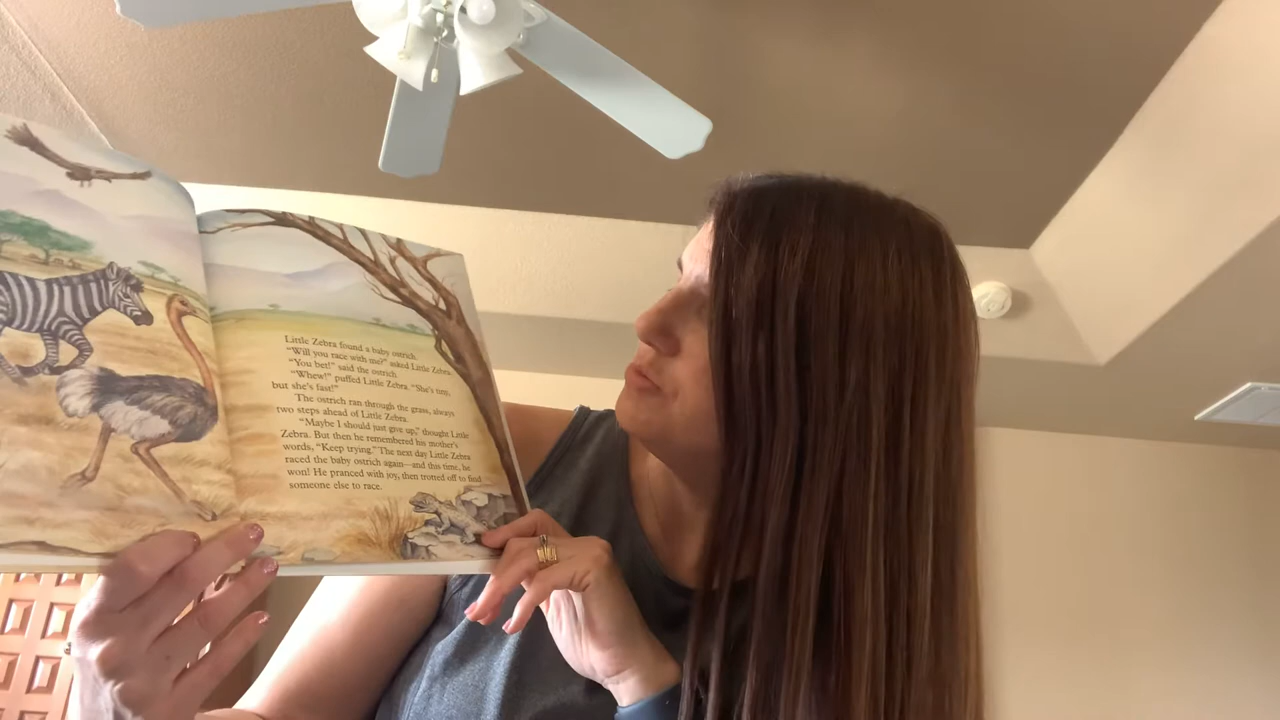 Little Zebra found a baby ostrich.
"Will you race with me?" asked Little Zebra.
"You bet!" said the ostrich.
"Whew!" puffed Little Zebra. "She's tiny,
but she's fast!"
The ostrich ran through the grass, always
two steps ahead of Little Zebra.
"Maybe I should just give up," thought Little
Zebra. But then he remembered his mother's
words, "Keep trying." The next day Little Zebra
raced the baby ostrich again—and this time, he
won! He pranced with joy, then trotted off to find
someone else to race.